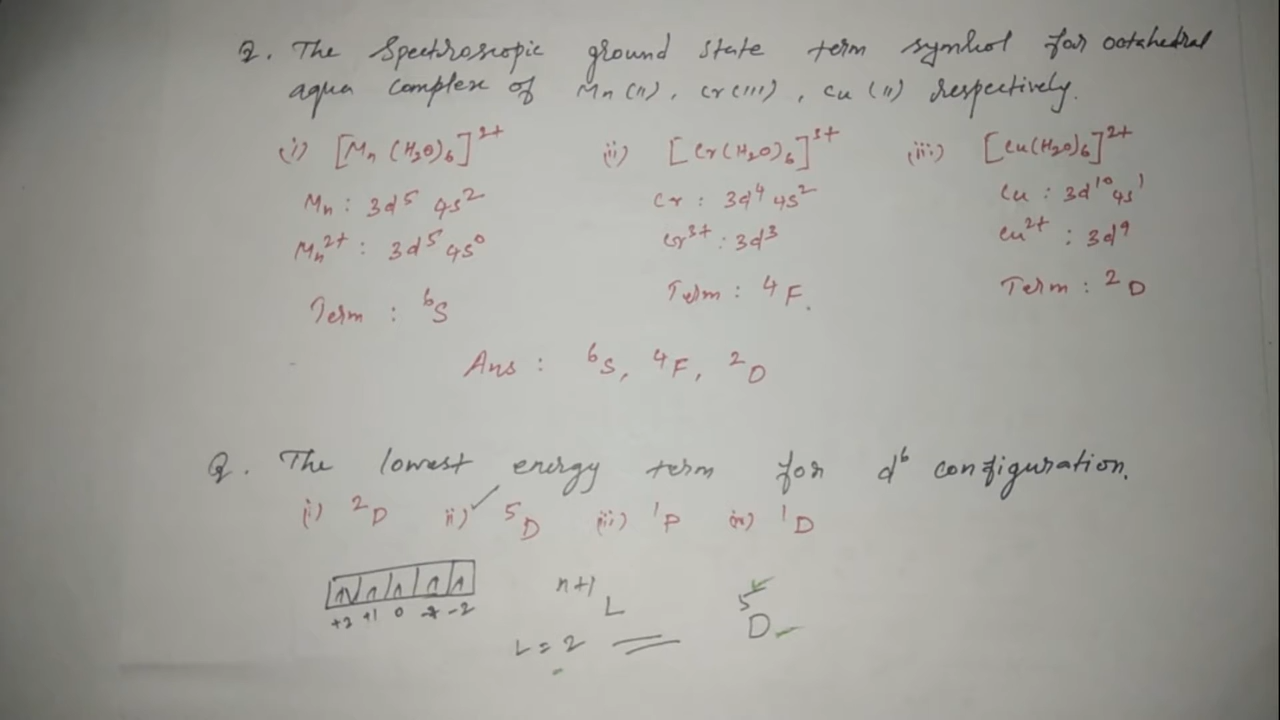 Q. The Spectroscopic ground state term symbol for octahedral
aqua complex of Mn(II), Cr(III), Cu(II) respectively.
(i) [Mn(H₂O)₆]²⁺ (ii) [Cr(H₂O)₆]³⁺ (iii) [Cu(H₂O)₆]²⁺
Mn : 3d⁵ 4s² Cr : 3d⁴ 4s² Cu : 3d¹⁰ 4s¹
Mn²⁺ : 3d⁵ 4s⁰ Cr³⁺ : 3d³ Cu²⁺ : 3d⁹
Term : ⁶S Term : ⁴F. Term : ²D
Ans : ⁶S, ⁴F, ²D
Q. The lowest energy term for d⁶ configuration.
(i) ²D ii) ✓ ⁵D (iii) ¹P (iv) ¹D
+2 +1 0 -2
n+1 L 5 D
L = 2